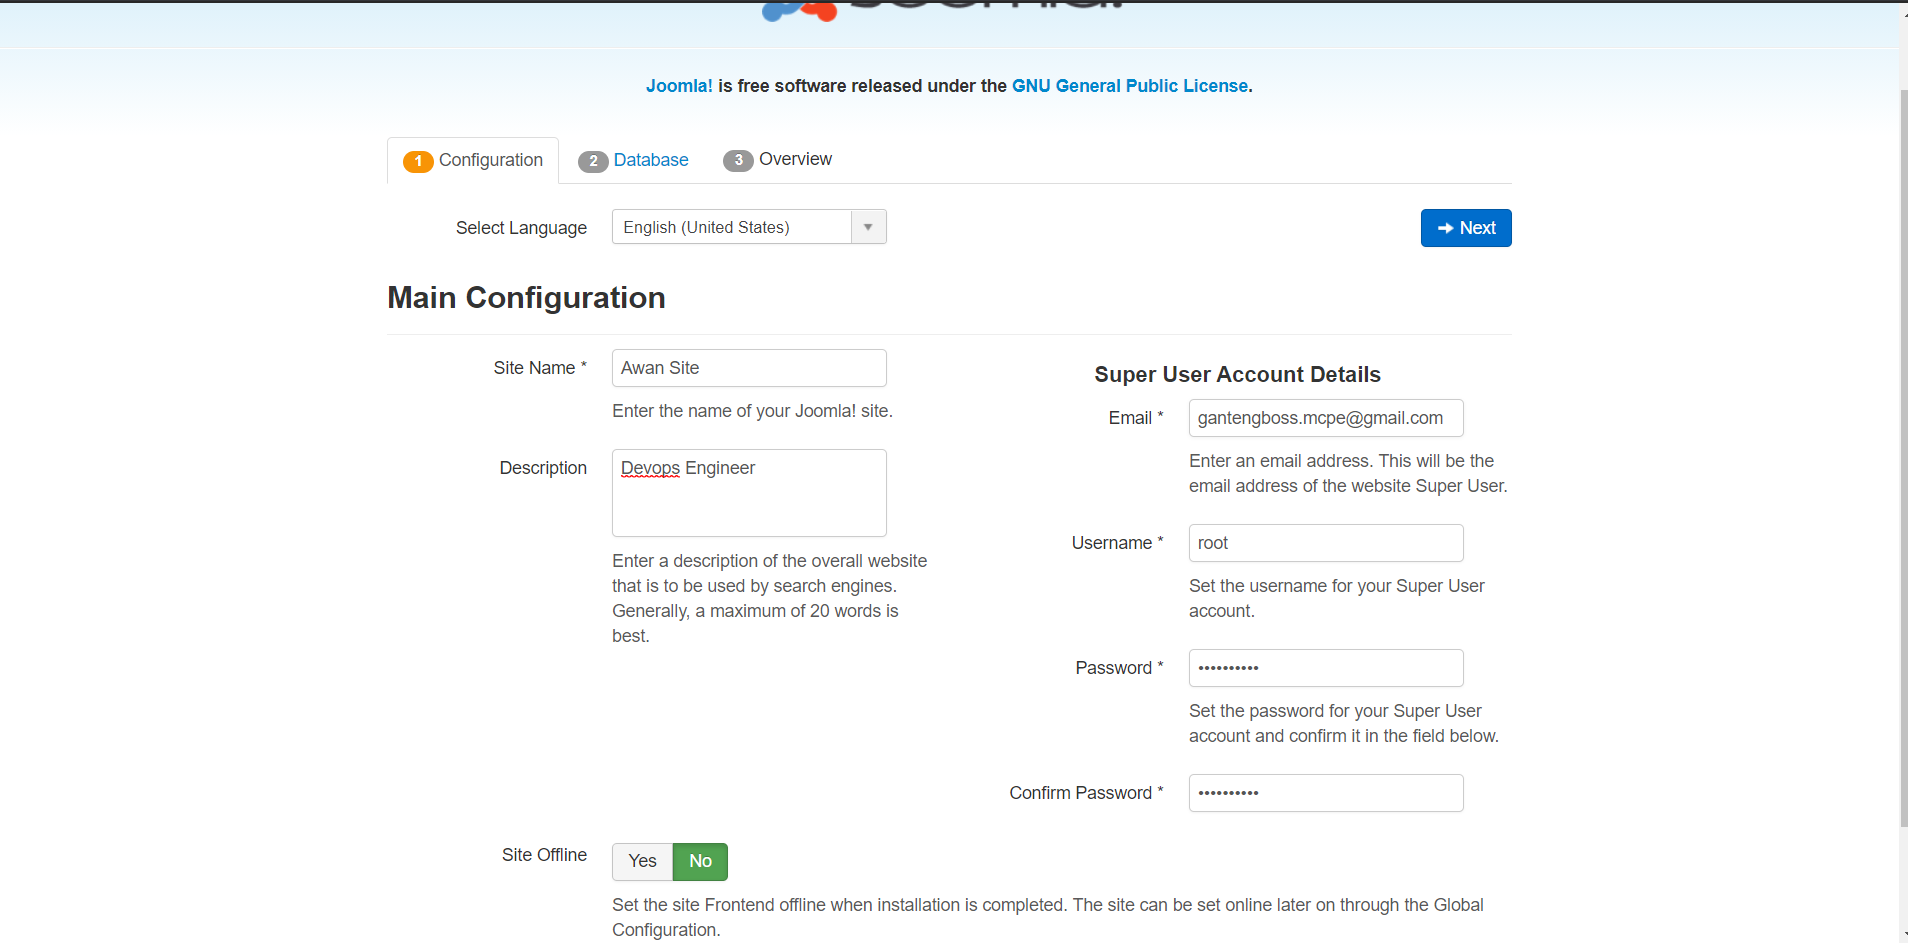 Joomla! is free software released under the GNU General Public License.
1 Configuration 2 Database 3 Overview
Select Language English (United States) Next
Main Configuration
Site Name * Awan Site
Enter the name of your Joomla! site.
Description Devops Engineer
Enter a description of the overall website
that is to be used by search engines.
Generally, a maximum of 20 words is
best.
Super User Account Details
Email * gantengboss.mcpe@gmail.com
Enter an email address. This will be the
email address of the website Super User.
Username * root
Set the username for your Super User
account.
Password * ••••••••••
Set the password for your Super User
account and confirm it in the field below.
Confirm Password * ••••••••••
Site Offline Yes No
Set the site Frontend offline when installation is completed. The site can be set online later on through the Global
Configuration.